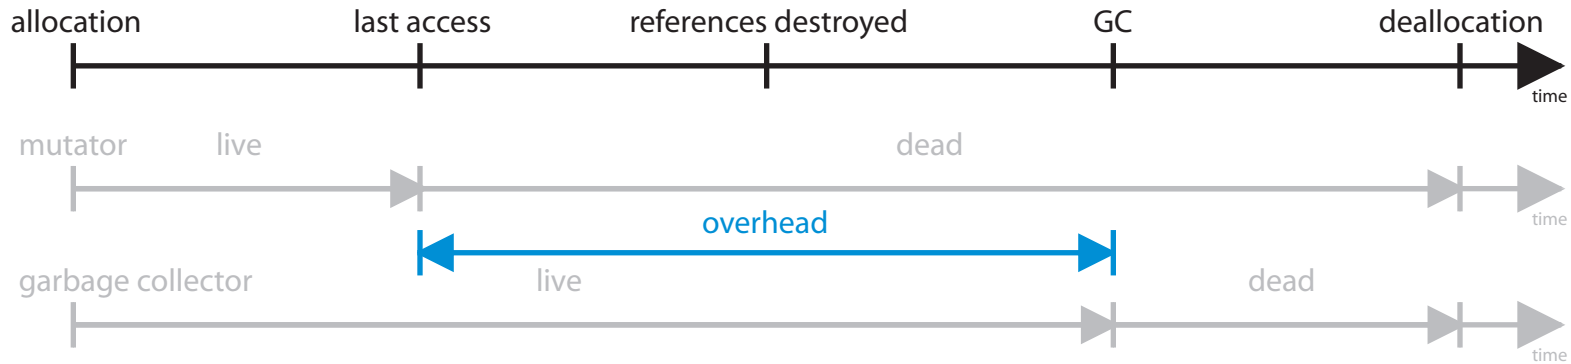 allocation last access references destroyed GC deallocation
time
mutator live dead
time
overhead
garbage collector live dead
time